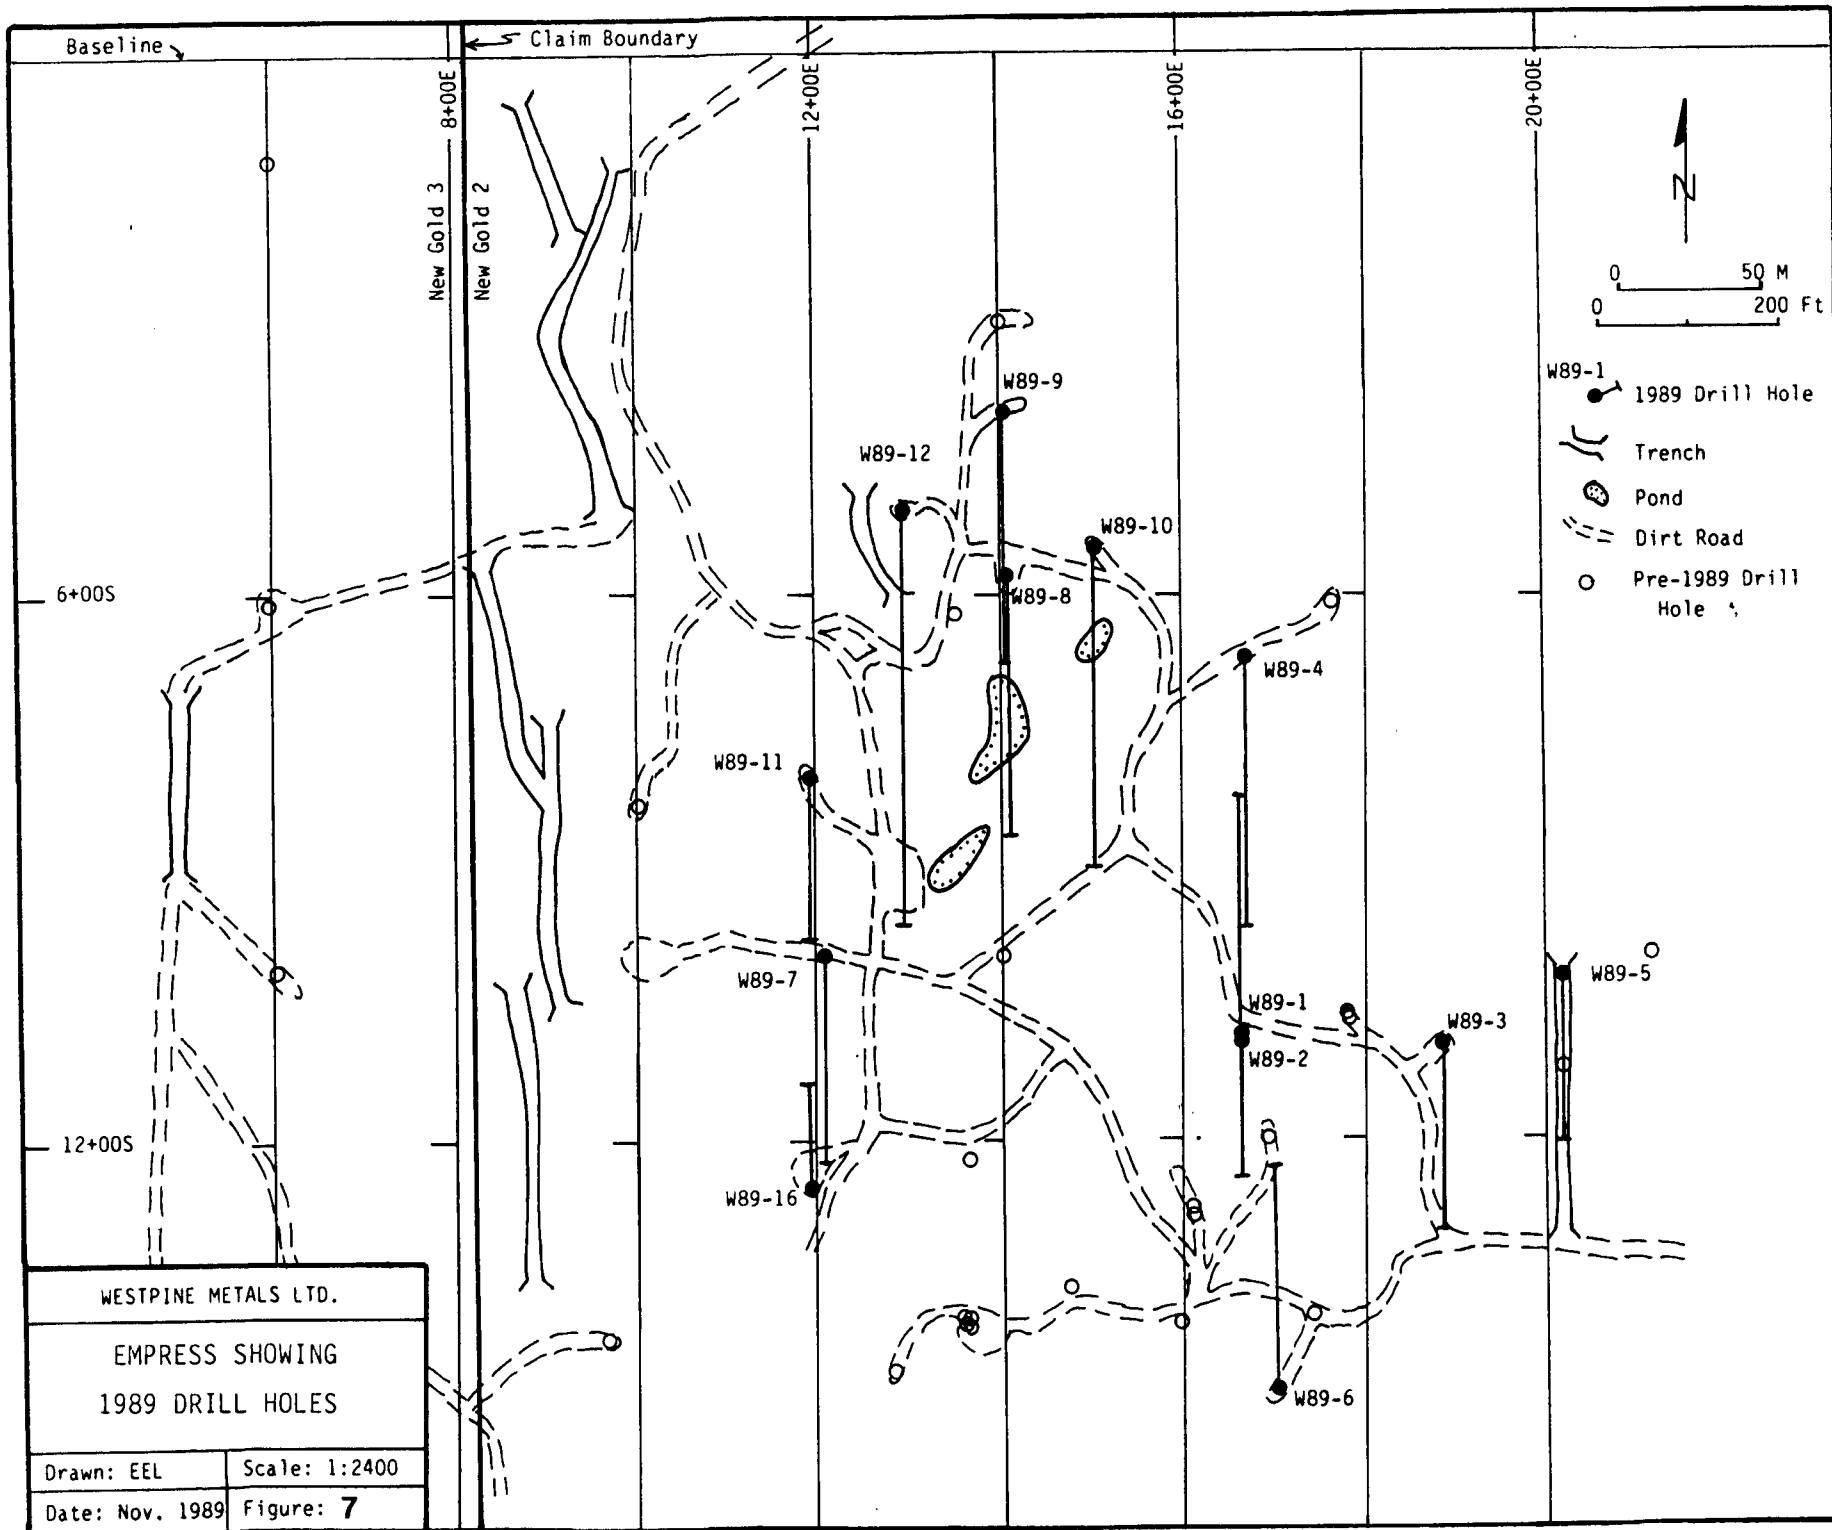 Baseline
Claim Boundary
8+00E
12+00E
16+00E
20+00E
New Gold 3
New Gold 2
N
0 50 M
0 200 Ft
W89-1
1989 Drill Hole
Trench
Pond
Dirt Road
Pre-1989 Drill
Hole
W89-9
W89-12
W89-10
W89-8
6+00S
W89-4
W89-11
W89-7
W89-5
W89-1
W89-3
W89-2
12+00S
W89-16
W89-6
WESTPINE METALS LTD.
EMPRESS SHOWING
1989 DRILL HOLES
Drawn: EEL
Scale: 1:2400
Date: Nov. 1989
Figure: 7